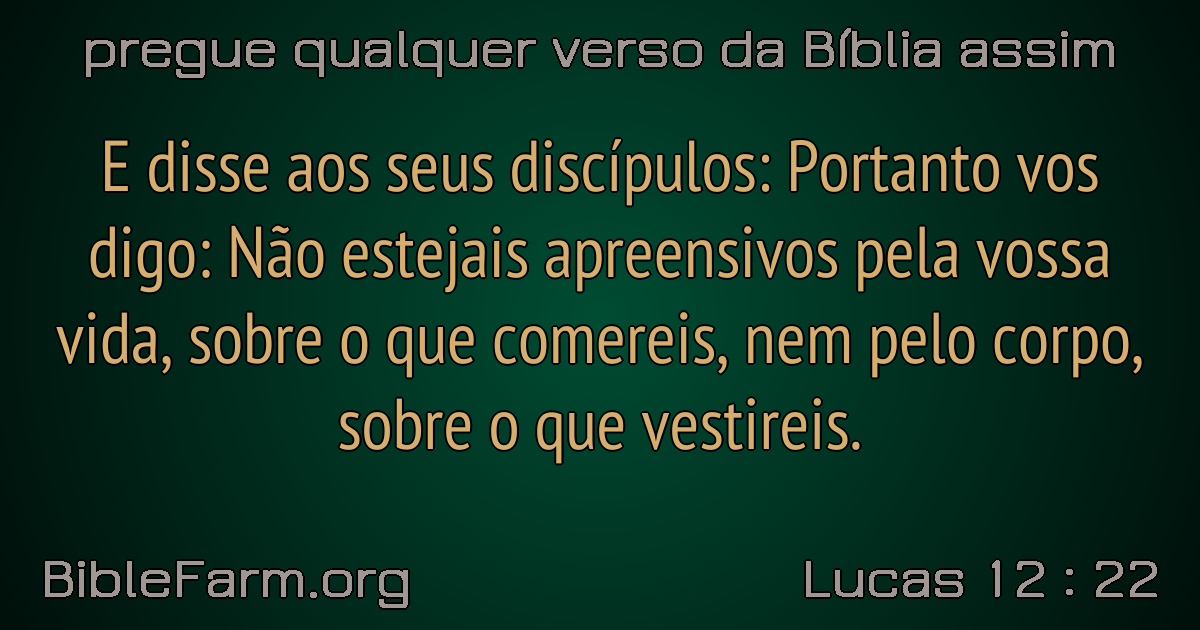 pregue qualquer verso da Bíblia assim
E disse aos seus discípulos: Portanto vos
digo: Não estejais apreensivos pela vossa
vida, sobre o que comereis, nem pelo corpo,
sobre o que vestireis.
BibleFarm.org
Lucas 12 : 22